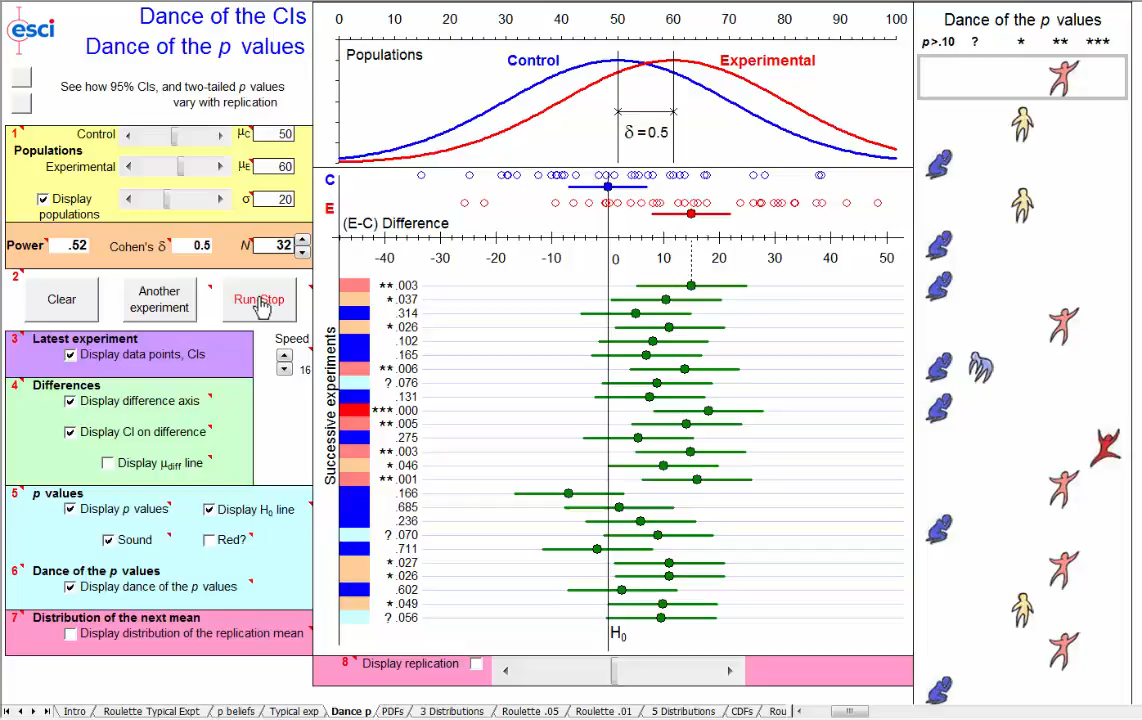 esci
Dance of the CIs
Dance of the p values
See how 95% CIs, and two-tailed p values
vary with replication
1
Control
μC
50
Populations
Experimental
μE
60
Display
populations
σ
20
Power
.52
Cohen's δ
0.5
N
32
2
Clear
Another
experiment
Run-Stop
3
Latest experiment
Display data points, CIs
Speed
16
4
Differences
Display difference axis
Display CI on difference
Display μdiff line
5
p values
Display p values
Display H0 line
Sound
Red?
6
Dance of the p values
Display dance of the p values
7
Distribution of the next mean
Display distribution of the replication mean
0 10 20 30 40 50 60 70 80 90 100
Populations
Control
Experimental
δ = 0.5
C
E
(E-C) Difference
-40 -30 -20 -10 0 10 20 30 40 50
Successive experiments
** .003
* .037
.314
* .026
.102
.165
** .006
? .076
.131
*** .000
** .005
.275
** .003
* .046
** .001
.166
.685
.236
? .070
.711
* .027
* .026
.602
* .049
? .056
H0
8
Display replication
Dance of the p values
p>.10 ? * ** ***
Intro / Roulette Typical Expt / p beliefs / Typical exp / Dance p / PDFs / 3 Distributions / Roulette .05 / Roulette .01 / 5 Distributions / CDFs / Rou